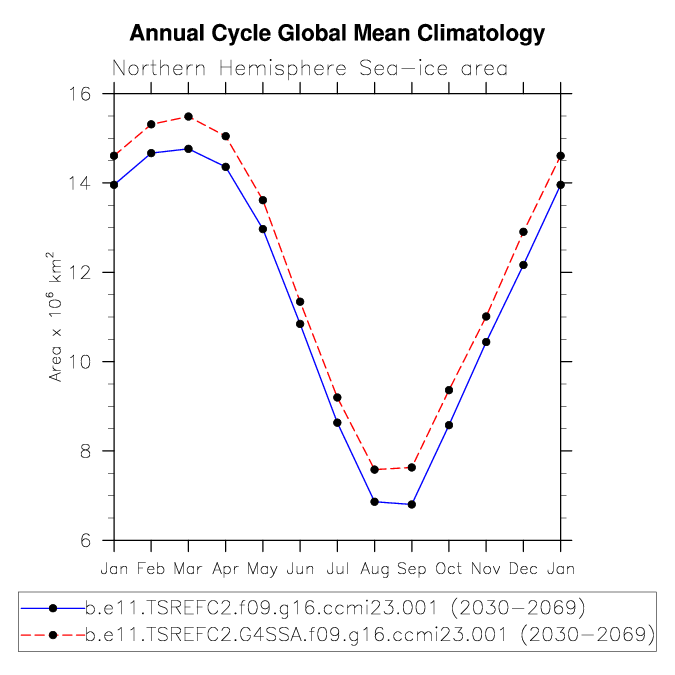 Annual Cycle Global Mean Climatology
Northern Hemisphere Sea-ice area
16
14
12
10
8
6
Area x 10⁶ km²
Jan Feb Mar Apr May Jun Jul Aug Sep Oct Nov Dec Jan
b.e11.TSREFC2.f09.g16.ccmi23.001 (2030-2069)
b.e11.TSREFC2.G4SSA.f09.g16.ccmi23.001 (2030-2069)